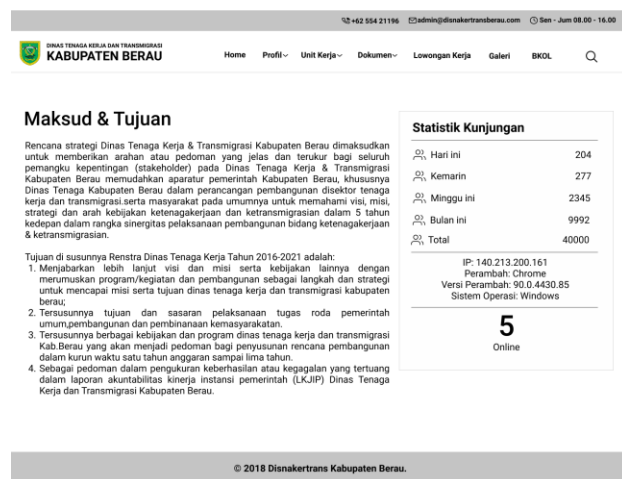 +62 554 21196 admin@disnakertransberau.com Sen - Jum 08.00 - 16.00
DINAS TENAGA KERJA DAN TRANSMIGRASI
KABUPATEN BERAU
Home Profil Unit Kerja Dokumen Lowongan Kerja Galeri BKOL
Maksud & Tujuan
Rencana strategi Dinas Tenaga Kerja & Transmigrasi Kabupaten Berau dimaksudkan
untuk memberikan arahan atau pedoman yang jelas dan terukur bagi seluruh
pemangku kepentingan (stakeholder) pada Dinas Tenaga Kerja & Transmigrasi
Kabupaten Berau memudahkan aparatur pemerintah Kabupaten Berau, khususnya
Dinas Tenaga Kabupaten Berau dalam perancangan pembangunan disektor tenaga
kerja dan transmigrasi.serta masyarakat pada umumnya untuk memahami visi, misi,
strategi dan arah kebijakan ketenagakerjaan dan ketransmigrasian dalam 5 tahun
kedepan dalam rangka sinergitas pelaksanaan pembangunan bidang ketenagakerjaan
& ketransmigrasian.
Tujuan di susunnya Renstra Dinas Tenaga Kerja Tahun 2016-2021 adalah:
1. Menjabarkan lebih lanjut visi dan misi serta kebijakan lainnya dengan
merumuskan program/kegiatan dan pembangunan sebagai langkah dan strategi
untuk mencapai misi serta tujuan dinas tenaga kerja dan transmigrasi kabupaten
berau;
2. Tersusunnya tujuan dan sasaran pelaksanaan tugas roda pemerintah
umum,pembangunan dan pembinanaan kemasyarakatan.
3. Tersusunnya berbagai kebijakan dan program dinas tenaga kerja dan transmigrasi
Kab.Berau yang akan menjadi pedoman bagi penyusunan rencana pembangunan
dalam kurun waktu satu tahun anggaran sampai lima tahun.
4. Sebagai pedoman dalam pengukuran keberhasilan atau kegagalan yang tertuang
dalam laporan akuntabilitas kinerja instansi pemerintah (LKJIP) Dinas Tenaga
Kerja dan Transmigrasi Kabupaten Berau.
Statistik Kunjungan
Hari ini 204
Kemarin 277
Minggu ini 2345
Bulan ini 9992
Total 40000
IP: 140.213.200.161
Perambah: Chrome
Versi Perambah: 90.0.4430.85
Sistem Operasi: Windows
5
Online
© 2018 Disnakertrans Kabupaten Berau.